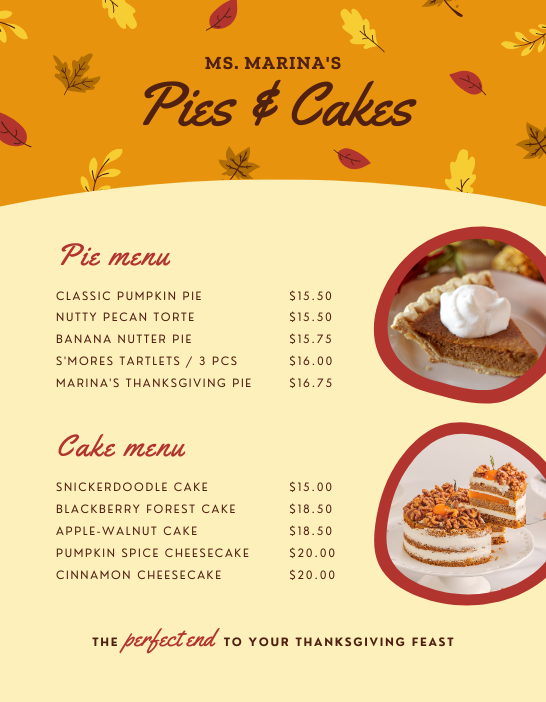 MS. MARINA'S
Pies & Cakes
Pie menu
CLASSIC PUMPKIN PIE $15.50
NUTTY PECAN TORTE $15.50
BANANA NUTTER PIE $15.75
S'MORES TARTLETS / 3 PCS $16.00
MARINA'S THANKSGIVING PIE $16.75
Cake menu
SNICKERDOODLE CAKE $15.00
BLACKBERRY FOREST CAKE $18.50
APPLE-WALNUT CAKE $18.50
PUMPKIN SPICE CHEESECAKE $20.00
CINNAMON CHEESECAKE $20.00
THE perfect end TO YOUR THANKSGIVING FEAST